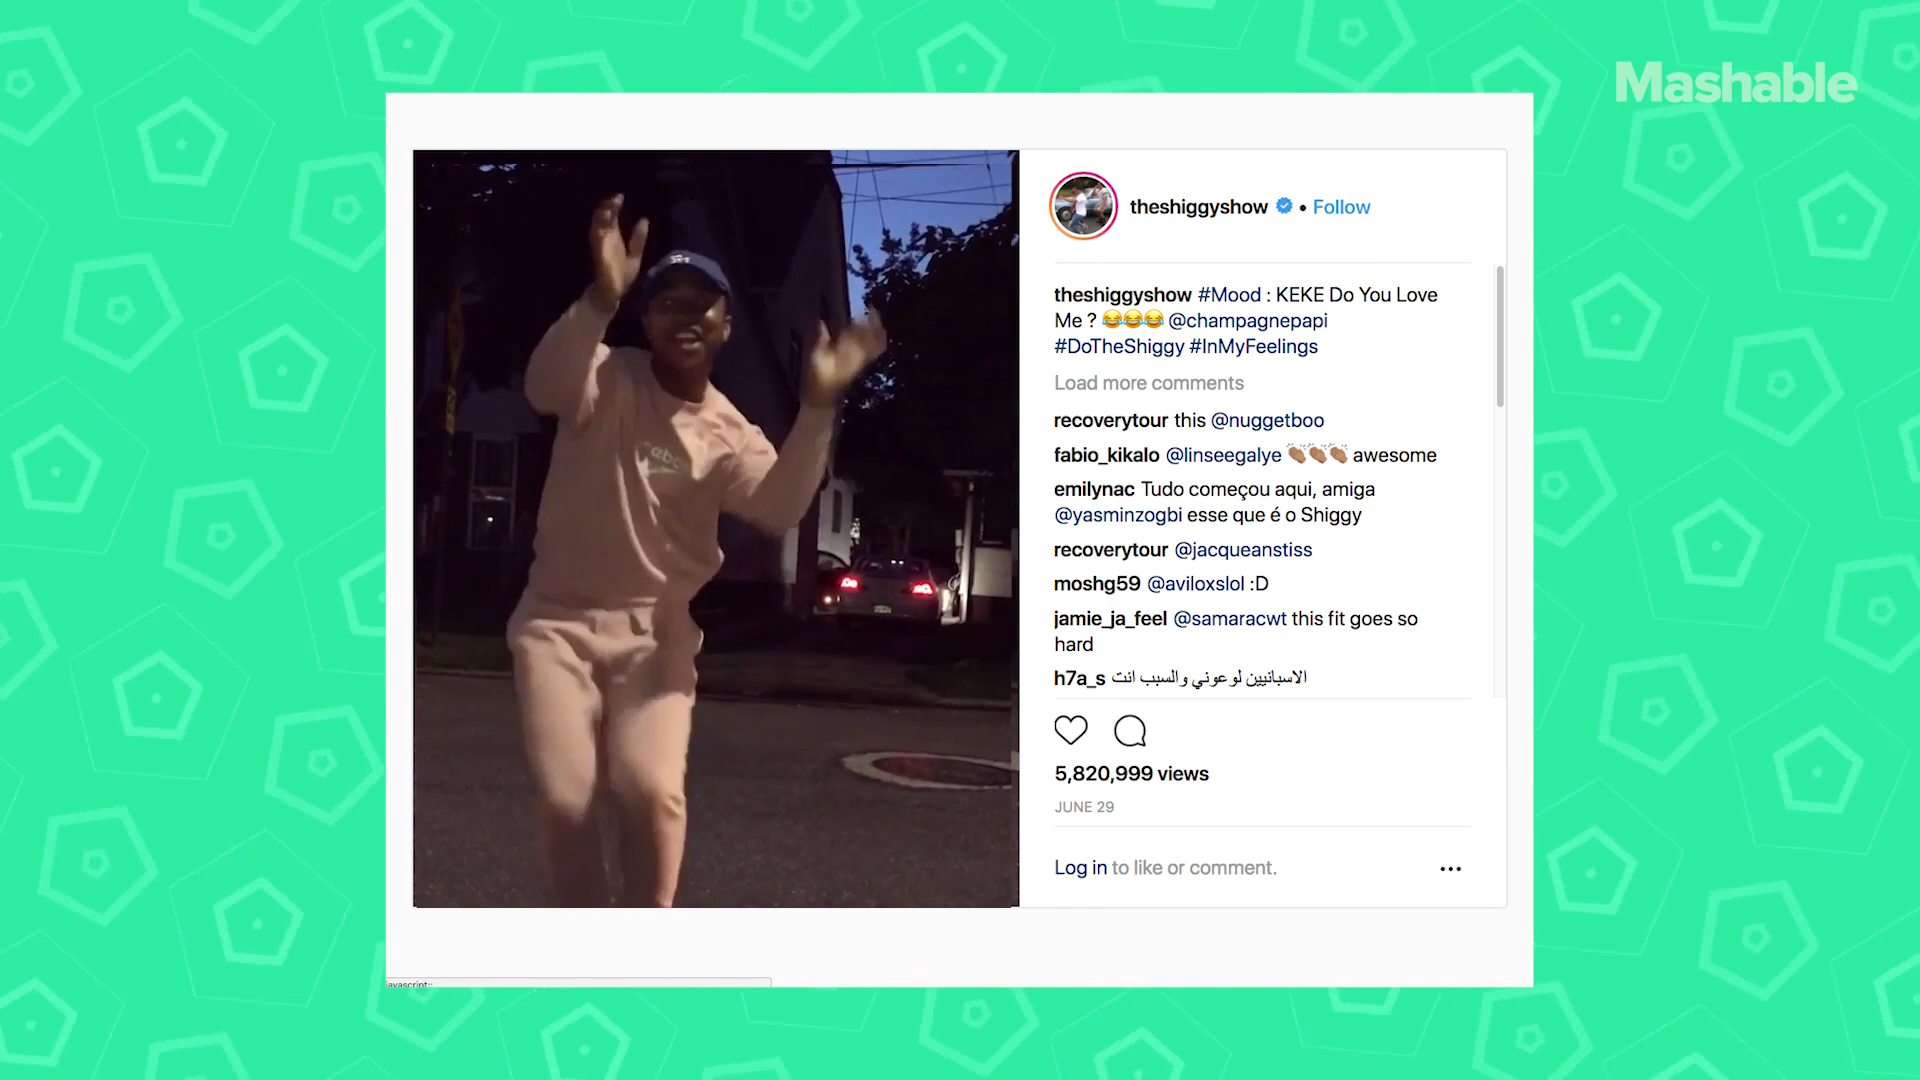 Mashable
theshiggyshow • Follow
theshiggyshow #Mood : KEKE Do You Love
Me ? 😂😂😂 @champagnepapi
#DoTheShiggy #InMyFeelings
Load more comments
recoverytour this @nuggetboo
fabio_kikalo @linseegalye 👏🏽👏🏽👏🏽 awesome
emilynac Tudo começou aqui, amiga
@yasminzogbi esse que é o Shiggy
recoverytour @jacqueanstiss
moshg59 @aviloxslol :D
jamie_ja_feel @samaracwt this fit goes so
hard
h7a_s الاسبانيين لوعوني والسبب انت
5,820,999 views
JUNE 29
Log in to like or comment.
javascript:;